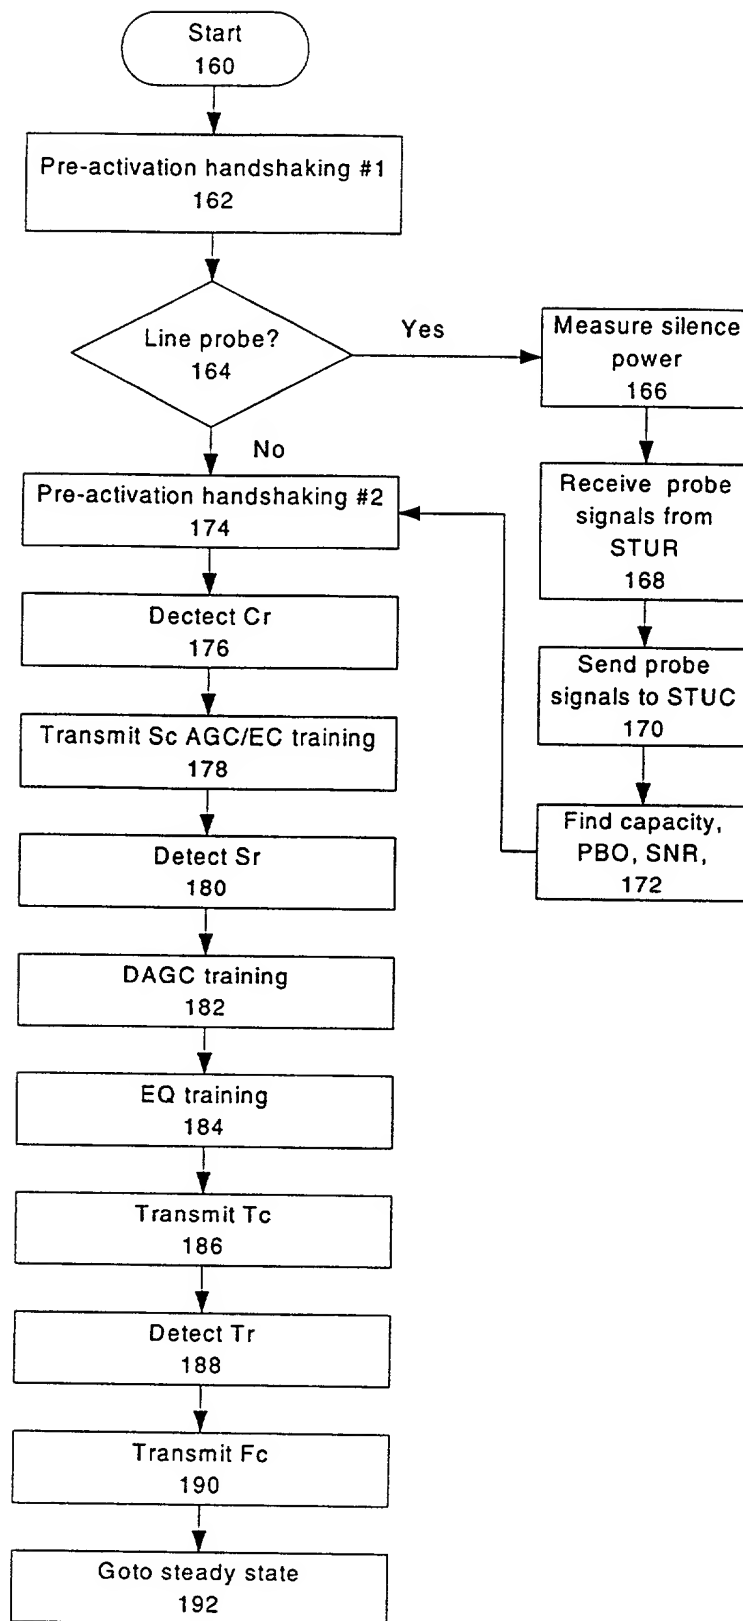 Start
160
Pre-activation handshaking #1
162
Line probe?
164
Yes
No
Measure silence
power
166
Receive probe
signals from
STUR
168
Send probe
signals to STUC
170
Find capacity,
PBO, SNR,
172
Pre-activation handshaking #2
174
Dectect Cr
176
Transmit Sc AGC/EC training
178
Detect Sr
180
DAGC training
182
EQ training
184
Transmit Tc
186
Detect Tr
188
Transmit Fc
190
Goto steady state
192